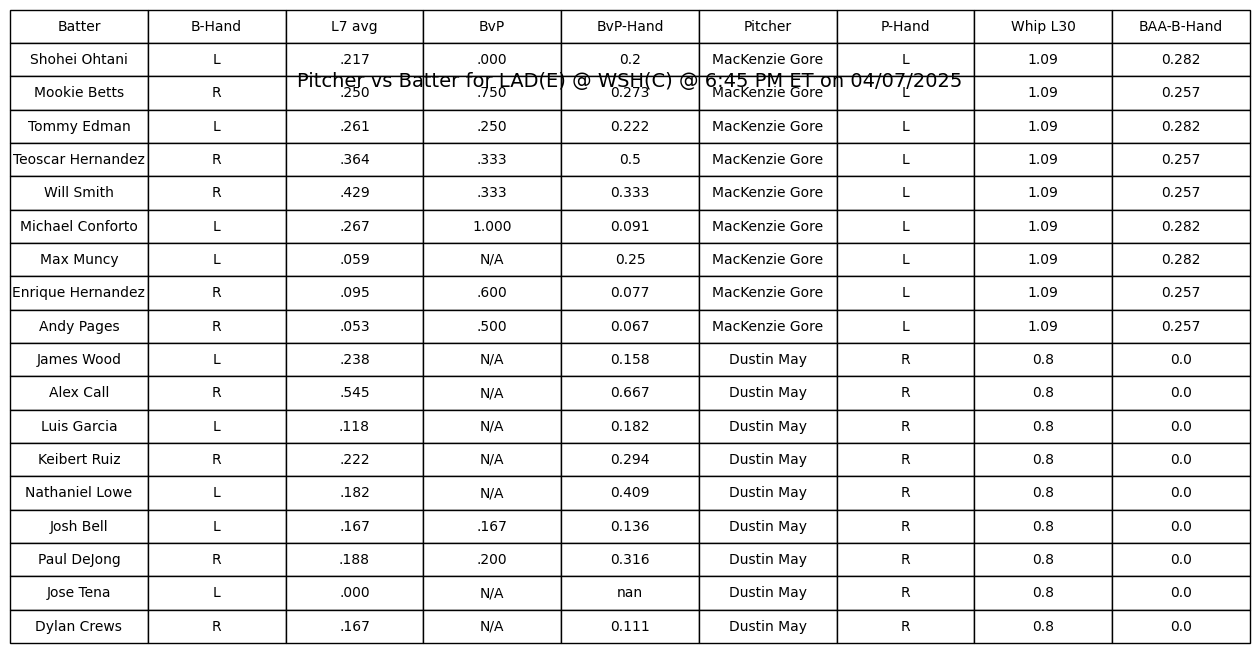 Batter B-Hand L7 avg BvP BvP-Hand Pitcher P-Hand Whip L30 BAA-B-Hand
Shohei Ohtani L .217 .000 0.2 MacKenzie Gore L 1.09 0.282
Pitcher vs Batter for LAD(E) @ WSH(C) @ 6:45 PM ET on 04/07/2025
Mookie Betts R .250 .750 0.273 MacKenzie Gore L 1.09 0.257
Tommy Edman L .261 .250 0.222 MacKenzie Gore L 1.09 0.282
Teoscar Hernandez R .364 .333 0.5 MacKenzie Gore L 1.09 0.257
Will Smith R .429 .333 0.333 MacKenzie Gore L 1.09 0.257
Michael Conforto L .267 1.000 0.091 MacKenzie Gore L 1.09 0.282
Max Muncy L .059 N/A 0.25 MacKenzie Gore L 1.09 0.282
Enrique Hernandez R .095 .600 0.077 MacKenzie Gore L 1.09 0.257
Andy Pages R .053 .500 0.067 MacKenzie Gore L 1.09 0.257
James Wood L .238 N/A 0.158 Dustin May R 0.8 0.0
Alex Call R .545 N/A 0.667 Dustin May R 0.8 0.0
Luis Garcia L .118 N/A 0.182 Dustin May R 0.8 0.0
Keibert Ruiz R .222 N/A 0.294 Dustin May R 0.8 0.0
Nathaniel Lowe L .182 N/A 0.409 Dustin May R 0.8 0.0
Josh Bell L .167 .167 0.136 Dustin May R 0.8 0.0
Paul DeJong R .188 .200 0.316 Dustin May R 0.8 0.0
Jose Tena L .000 N/A nan Dustin May R 0.8 0.0
Dylan Crews R .167 N/A 0.111 Dustin May R 0.8 0.0